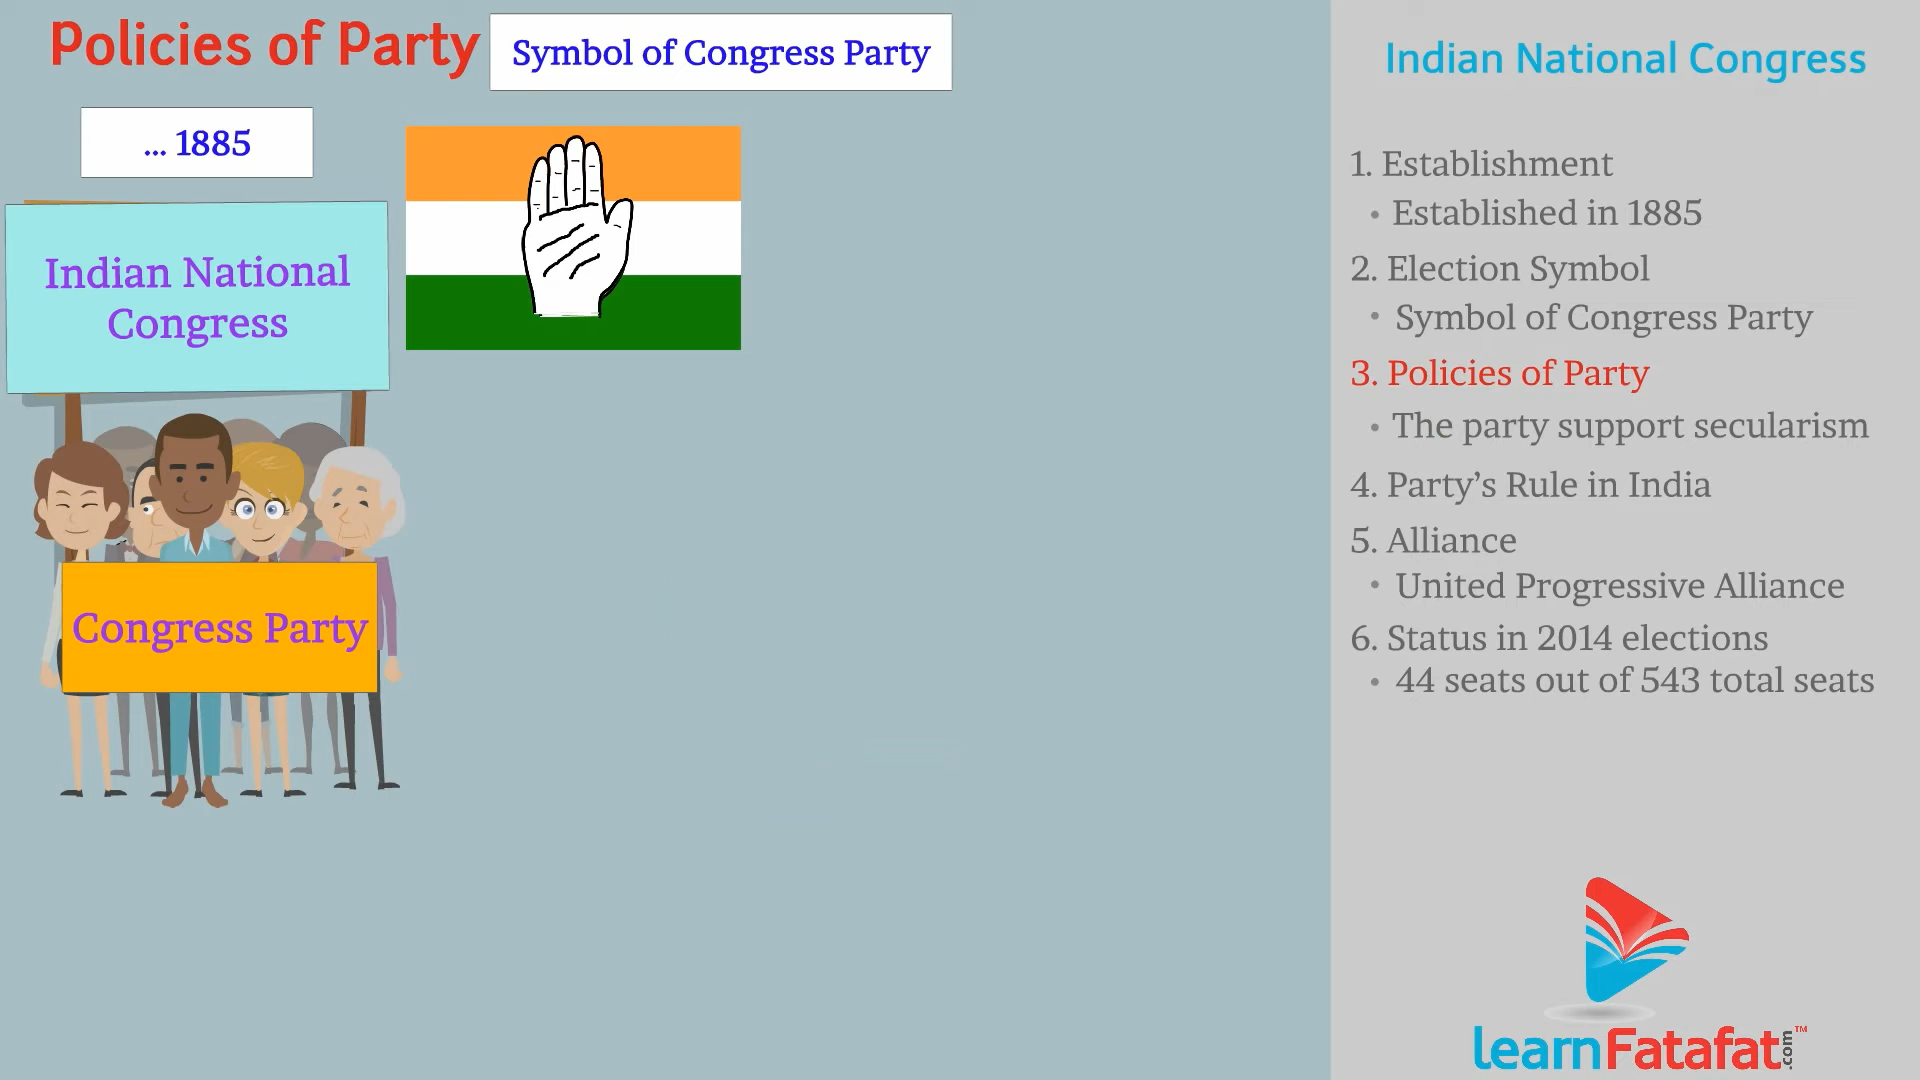 Policies of Party
Symbol of Congress Party
... 1885
Indian National
Congress
Congress Party
Indian National Congress
1. Establishment
• Established in 1885
2. Election Symbol
• Symbol of Congress Party
3. Policies of Party
• The party support secularism
4. Party’s Rule in India
5. Alliance
• United Progressive Alliance
6. Status in 2014 elections
• 44 seats out of 543 total seats
learnFatafat.com™